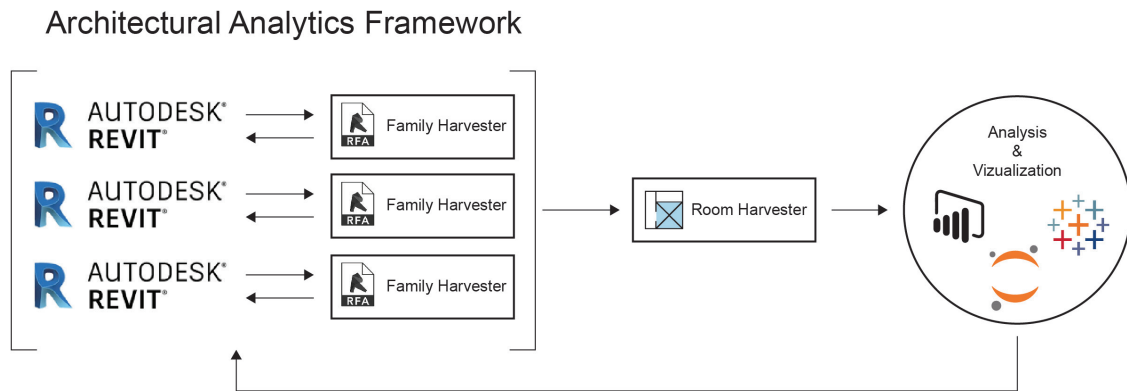 Architectural Analytics Framework
AUTODESK®
REVIT®
RFA
Family Harvester
AUTODESK®
REVIT®
RFA
Family Harvester
AUTODESK®
REVIT®
RFA
Family Harvester
Room Harvester
Analysis
&
Vizualization